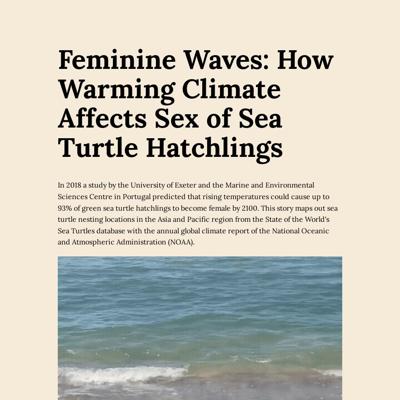 Feminine Waves: How
Warming Climate
Affects Sex of Sea
Turtle Hatchlings
In 2018 a study by the University of Exeter and the Marine and Environmental
Sciences Centre in Portugal predicted that rising temperatures could cause up to
93% of green sea turtle hatchlings to become female by 2100. This story maps out sea
turtle nesting locations in the Asia and Pacific region from the State of the World's
Sea Turtles database with the annual global climate report of the National Oceanic
and Atmospheric Administration (NOAA).